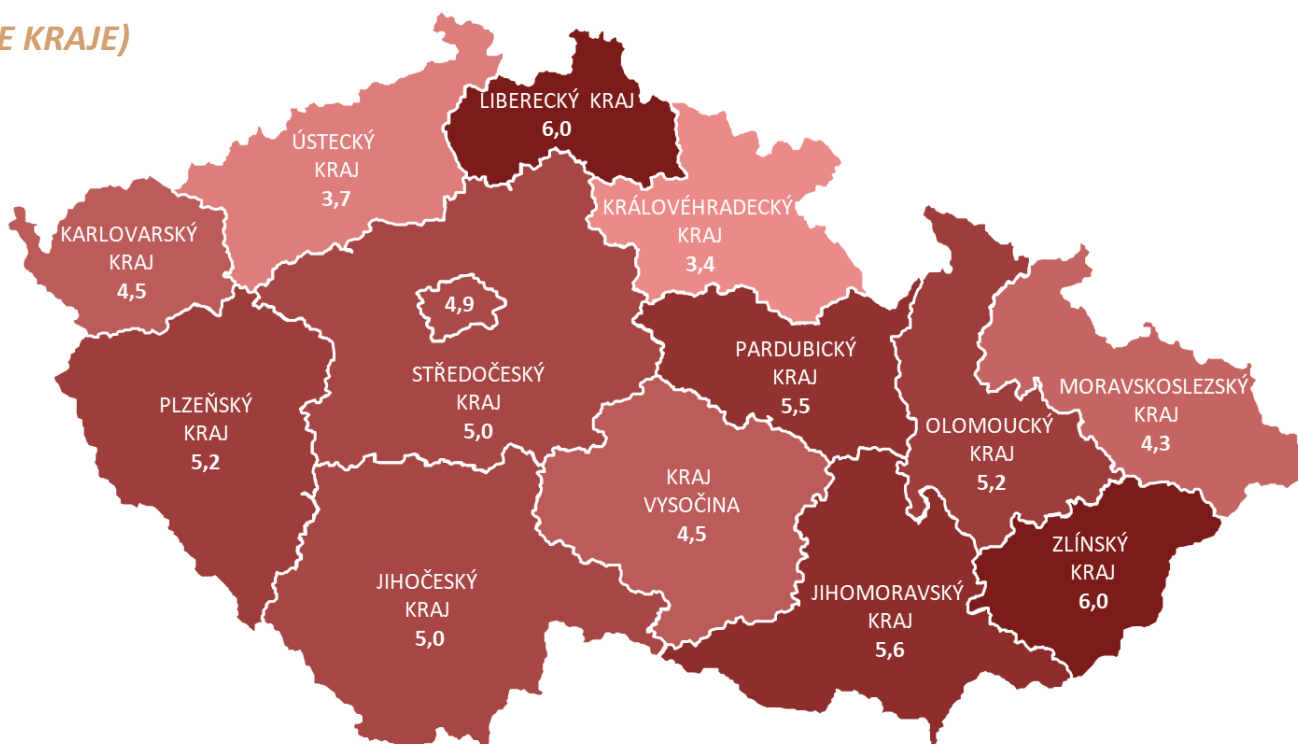 E KRAJE)
LIBERECKÝ KRAJ
6,0
ÚSTECKÝ
KRAJ
3,7
KRÁLOVÉHRADECKÝ
KRAJ
3,4
KARLOVARSKÝ
KRAJ
4,5
4,9
STŘEDOČESKÝ
KRAJ
5,0
PARDUBICKÝ
KRAJ
5,5
MORAVSKOSLEZSKÝ
KRAJ
4,3
PLZEŇSKÝ
KRAJ
5,2
OLOMOUCKÝ
KRAJ
5,2
KRAJ
VYSOČINA
4,5
ZLÍNSKÝ
KRAJ
6,0
JIHOČESKÝ
KRAJ
5,0
JIHOMORAVSKÝ
KRAJ
5,6